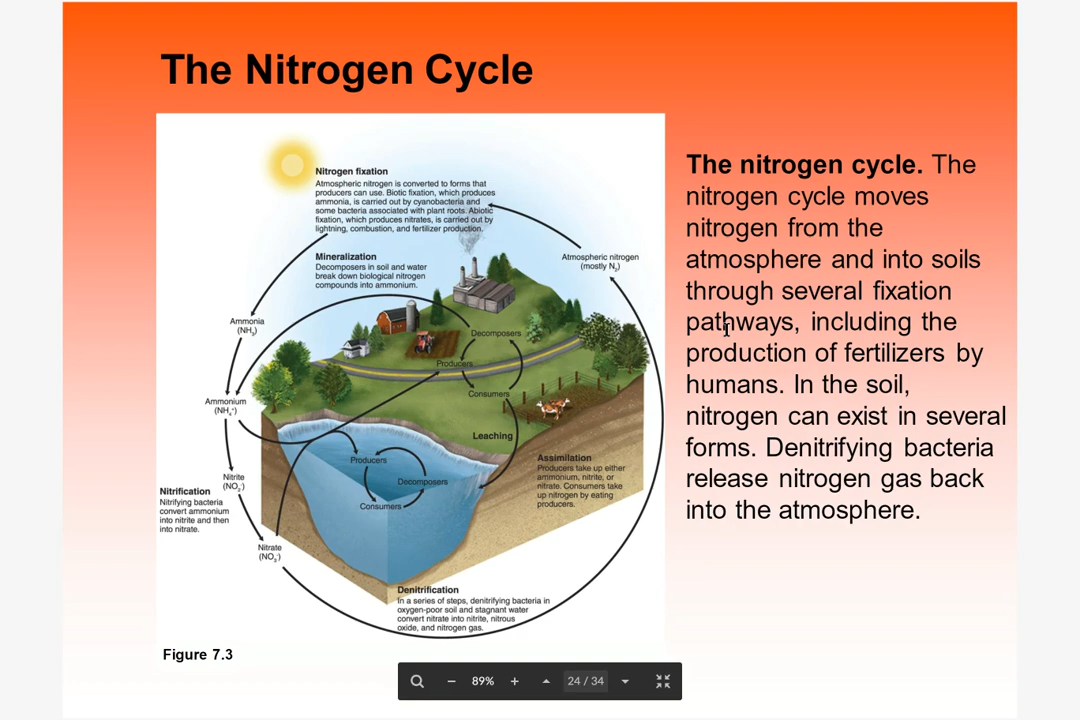 The Nitrogen Cycle
Nitrogen fixation
Atmospheric nitrogen is converted to forms that
producers can use. Biotic fixation, which produces
ammonia, is carried out by cyanobacteria and
some bacteria associated with plant roots. Abiotic
fixation, which produces nitrates, is carried out by
lightning, combustion, and fertilizer production.
Mineralization
Decomposers in soil and water
break down biological nitrogen
compounds into ammonium.
Atmospheric nitrogen
(mostly N₂)
Ammonia
(NH₃)
Decomposers
Producers
Consumers
Ammonium
(NH₄⁺)
Leaching
Producers
Decomposers
Consumers
Assimilation
Producers take up either
ammonium, nitrite, or
nitrate. Consumers take
up nitrogen by eating
producers.
Nitrite
(NO₂⁻)
Nitrification
Nitrifying bacteria
convert ammonium
into nitrite and then
into nitrate.
Nitrate
(NO₃⁻)
Denitrification
In a series of steps, denitrifying bacteria in
oxygen-poor soil and stagnant water
convert nitrate into nitrite, nitrous
oxide, and nitrogen gas.
Figure 7.3
The nitrogen cycle. The
nitrogen cycle moves
nitrogen from the
atmosphere and into soils
through several fixation
pathways, including the
production of fertilizers by
humans. In the soil,
nitrogen can exist in several
forms. Denitrifying bacteria
release nitrogen gas back
into the atmosphere.
89%
24 / 34